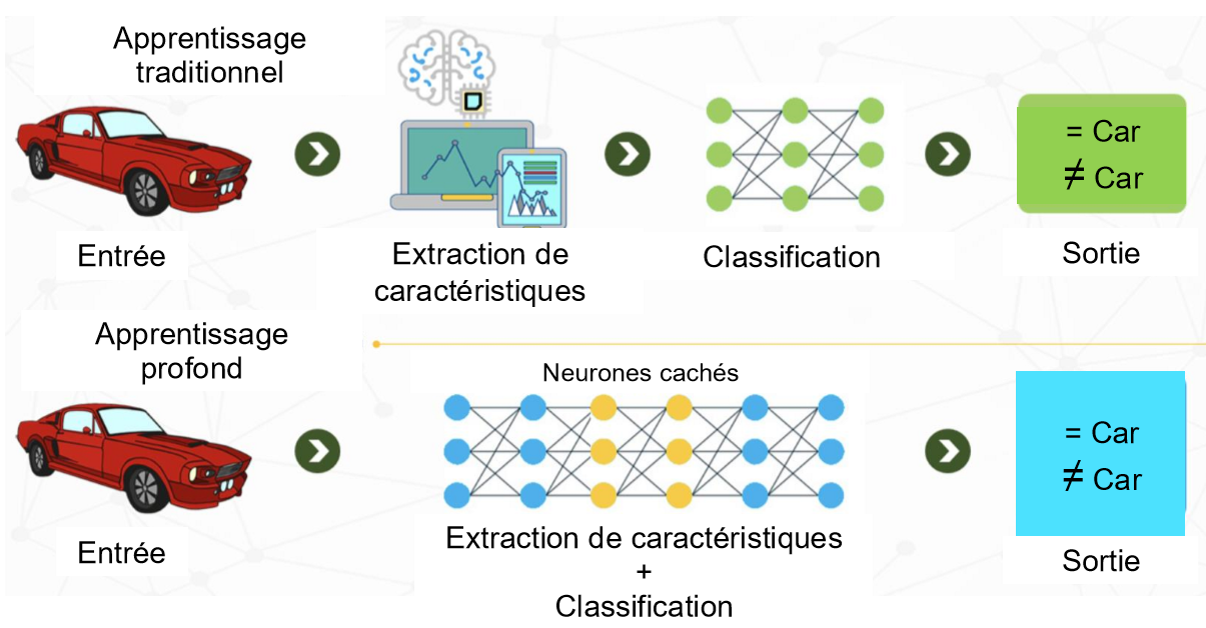 Apprentissage
traditionnel
= Car
≠ Car
Entrée
Extraction de
caractéristiques
Classification
Sortie
Apprentissage
profond
Neurones cachés
= Car
≠ Car
Entrée
Extraction de caractéristiques
+
Classification
Sortie